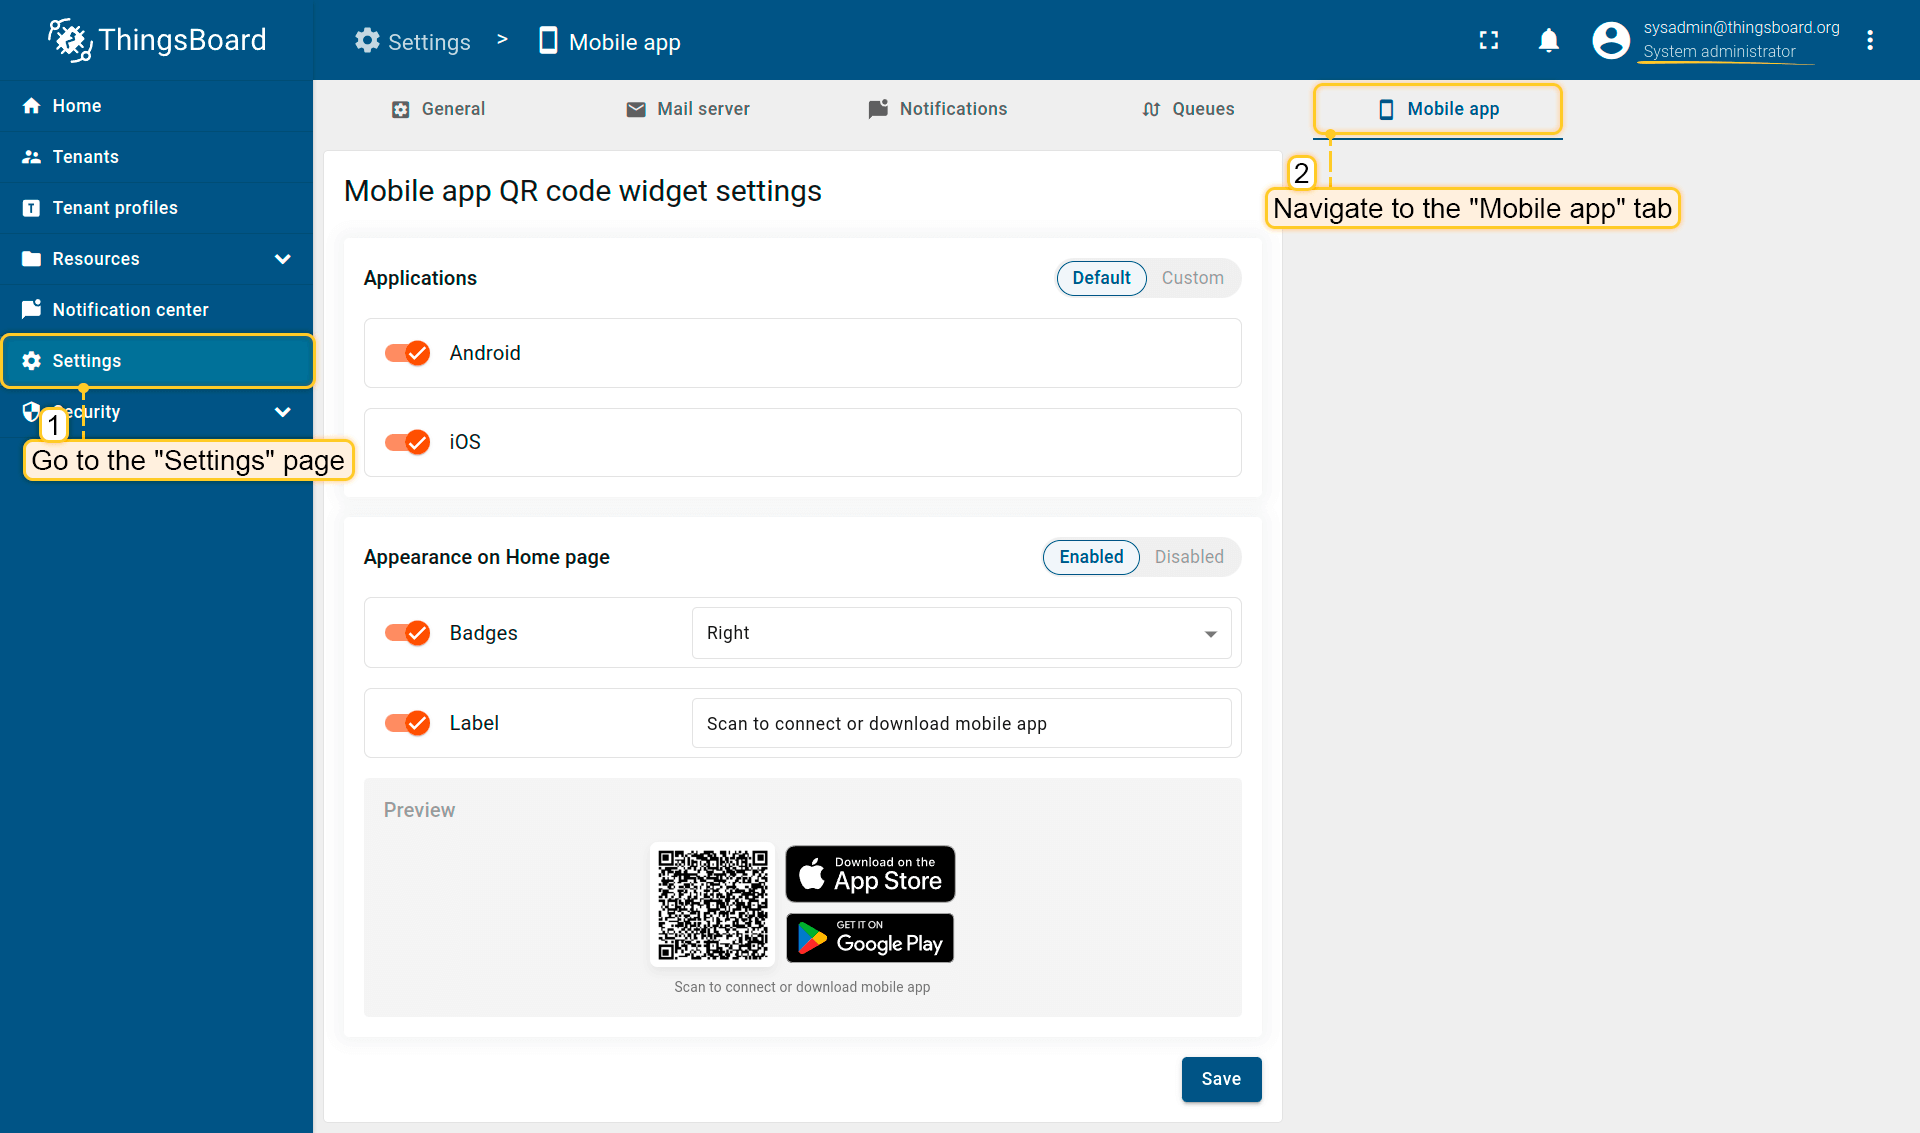 ThingsBoard
Settings > Mobile app
sysadmin@thingsboard.org
System administrator
Home
Tenants
T Tenant profiles
Resources
Notification center
Settings
Security
1
Go to the "Settings" page
General
Mail server
Notifications
Queues
Mobile app
2
Navigate to the "Mobile app" tab
Mobile app QR code widget settings
Applications
Default Custom
Android
iOS
Appearance on Home page
Enabled Disabled
Badges
Right
Label
Scan to connect or download mobile app
Preview
Download on the
App Store
GET IT ON
Google Play
Scan to connect or download mobile app
Save